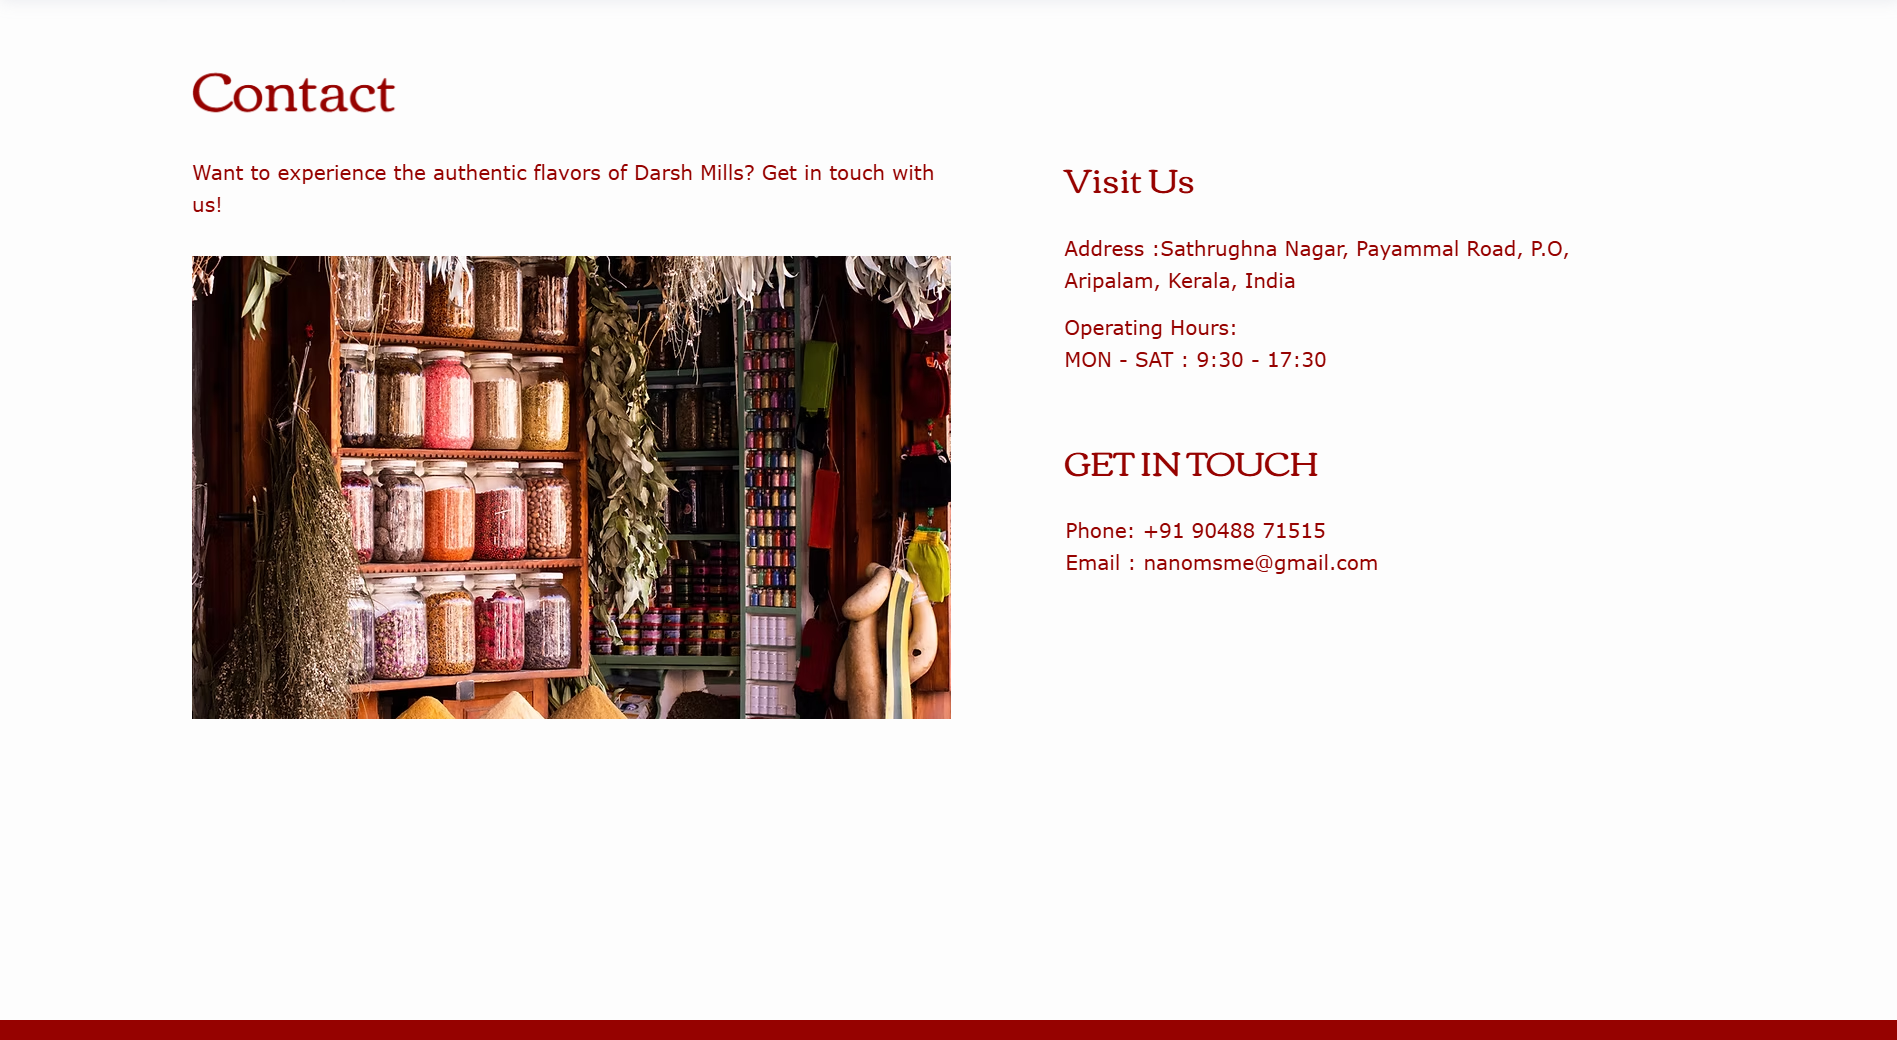 Contact
Want to experience the authentic flavors of Darsh Mills? Get in touch with
us!
Visit Us
Address :Sathrughna Nagar, Payammal Road, P.O,
Aripalam, Kerala, India
Operating Hours:
MON - SAT : 9:30 - 17:30
GET IN TOUCH
Phone: +91 90488 71515
Email : nanomsme@gmail.com